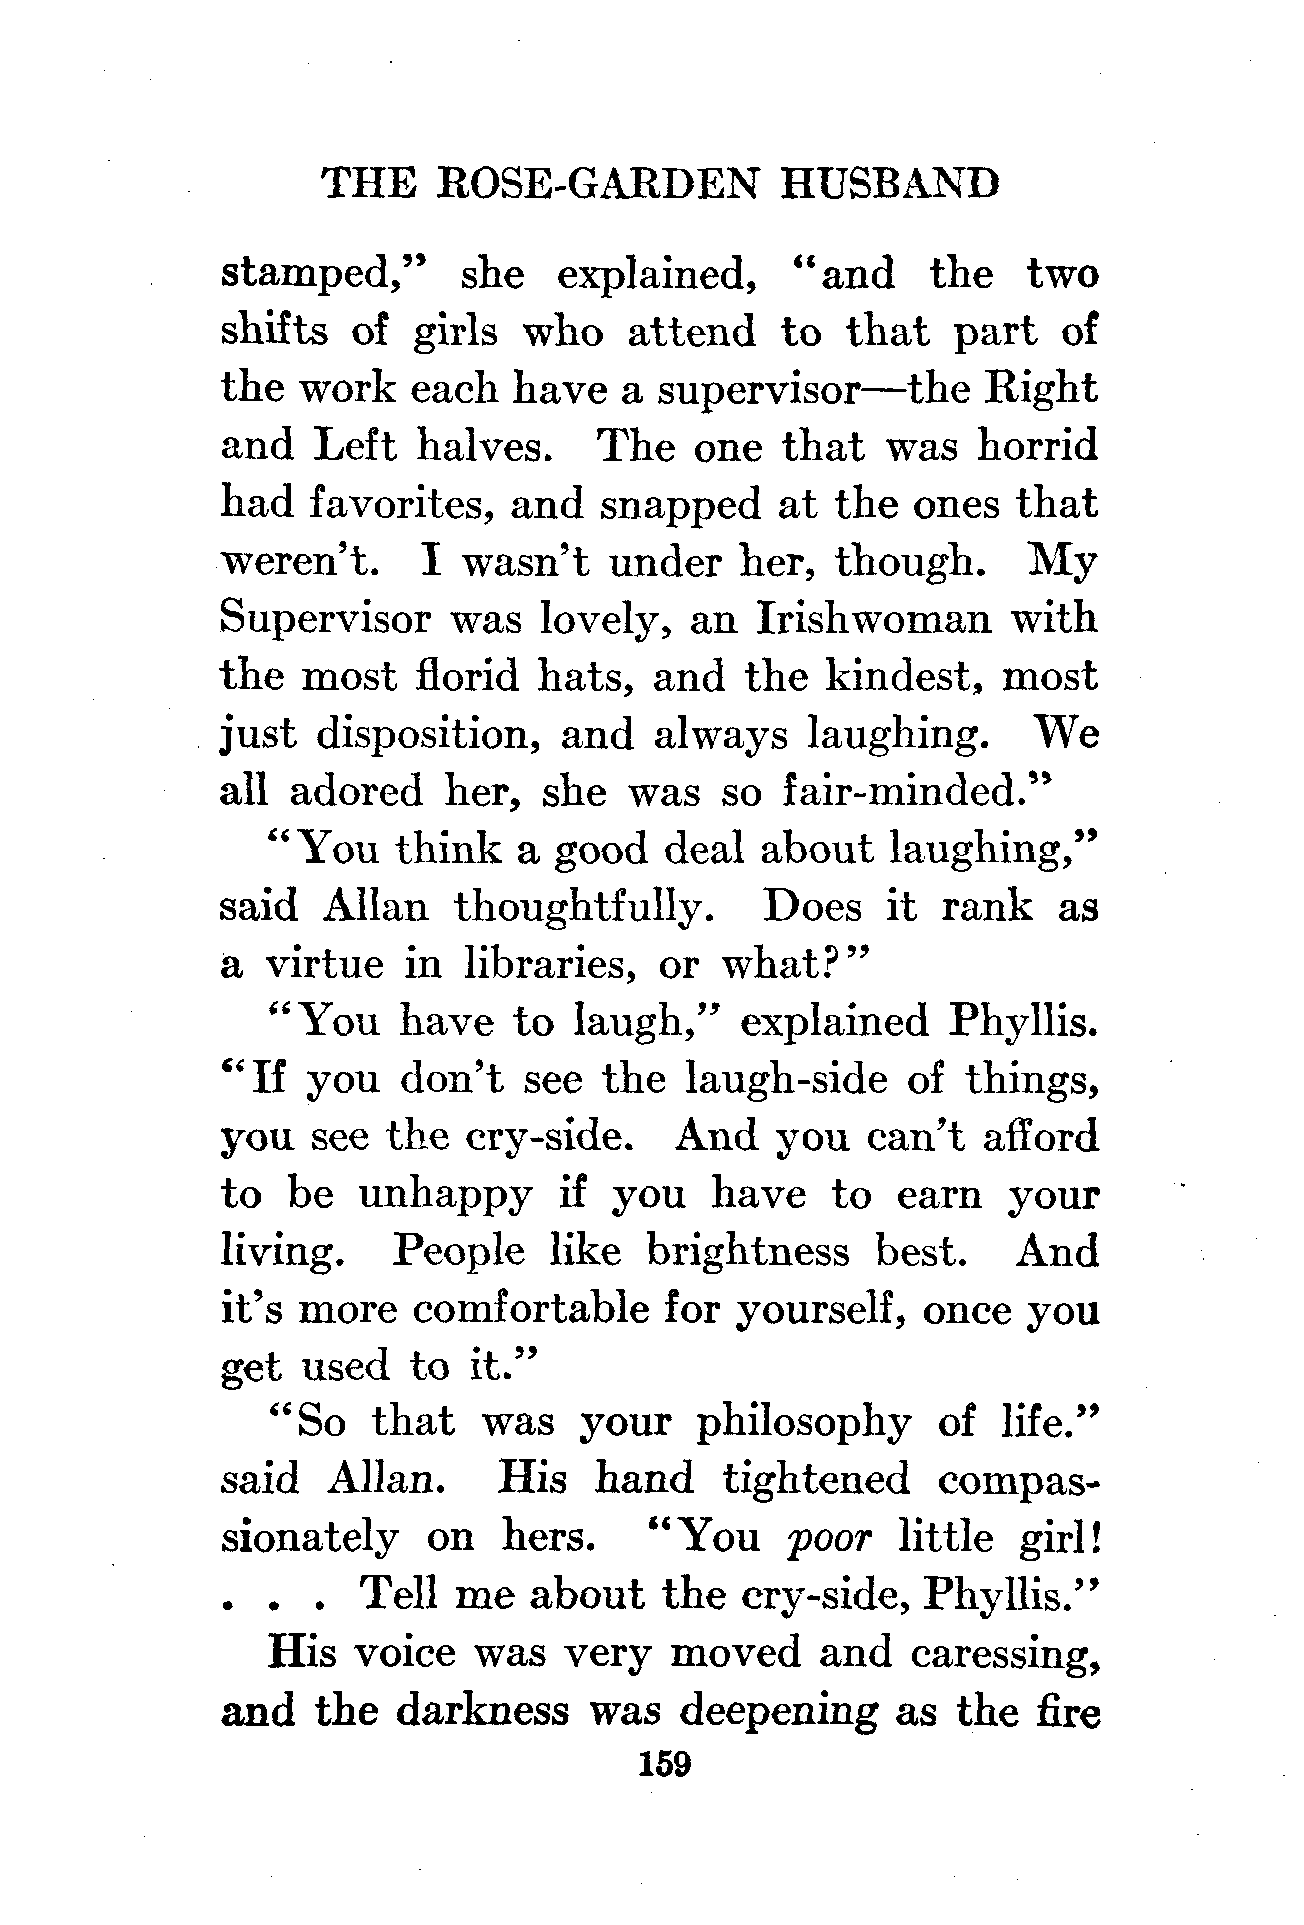 THE ROSE-GARDEN HUSBAND
stamped,” she explained, “and the two
shifts of girls who attend to that part of
the work each have a supervisor—the Right
and Left halves. The one that was horrid
had favorites, and snapped at the ones that
weren’t. I wasn’t under her, though. My
Supervisor was lovely, an Irishwoman with
the most florid hats, and the kindest, most
just disposition, and always laughing. We
all adored her, she was so fair-minded.”
“You think a good deal about laughing,”
said Allan thoughtfully. Does it rank as
a virtue in libraries, or what?”
“You have to laugh,” explained Phyllis.
“If you don’t see the laugh-side of things,
you see the cry-side. And you can’t afford
to be unhappy if you have to earn your
living. People like brightness best. And
it’s more comfortable for yourself, once you
get used to it.”
“So that was your philosophy of life.”
said Allan. His hand tightened compas-
sionately on hers. “You poor little girl!
. . . Tell me about the cry-side, Phyllis.”
His voice was very moved and caressing,
and the darkness was deepening as the fire
159